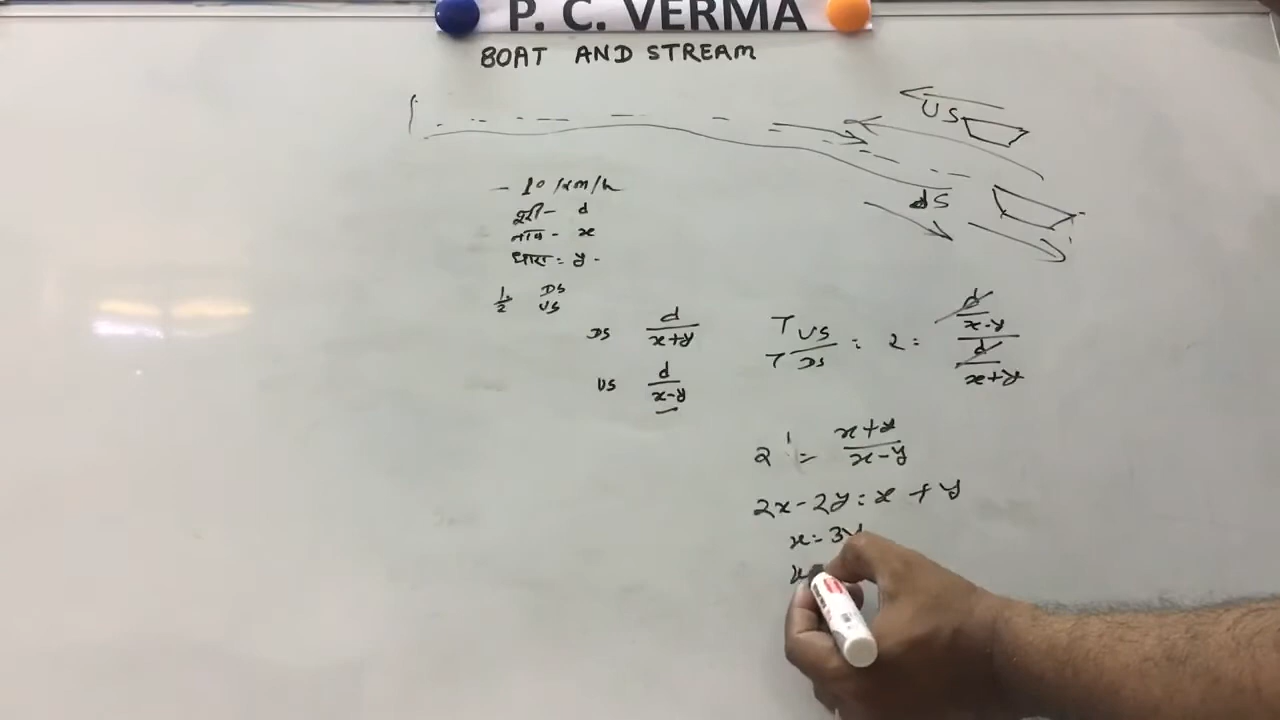 P. C. VERMA
BOAT AND STREAM
US
dS
- 10 km/h
दूरी- d
नाव- x
धारा= y -
1/2 DS/US
DS d/x+y
US d/x-y
T US / T DS = 2 = d/x-y / d/x+y
2 = x+y/x-y
2x-2y=x+y
x=3y
x